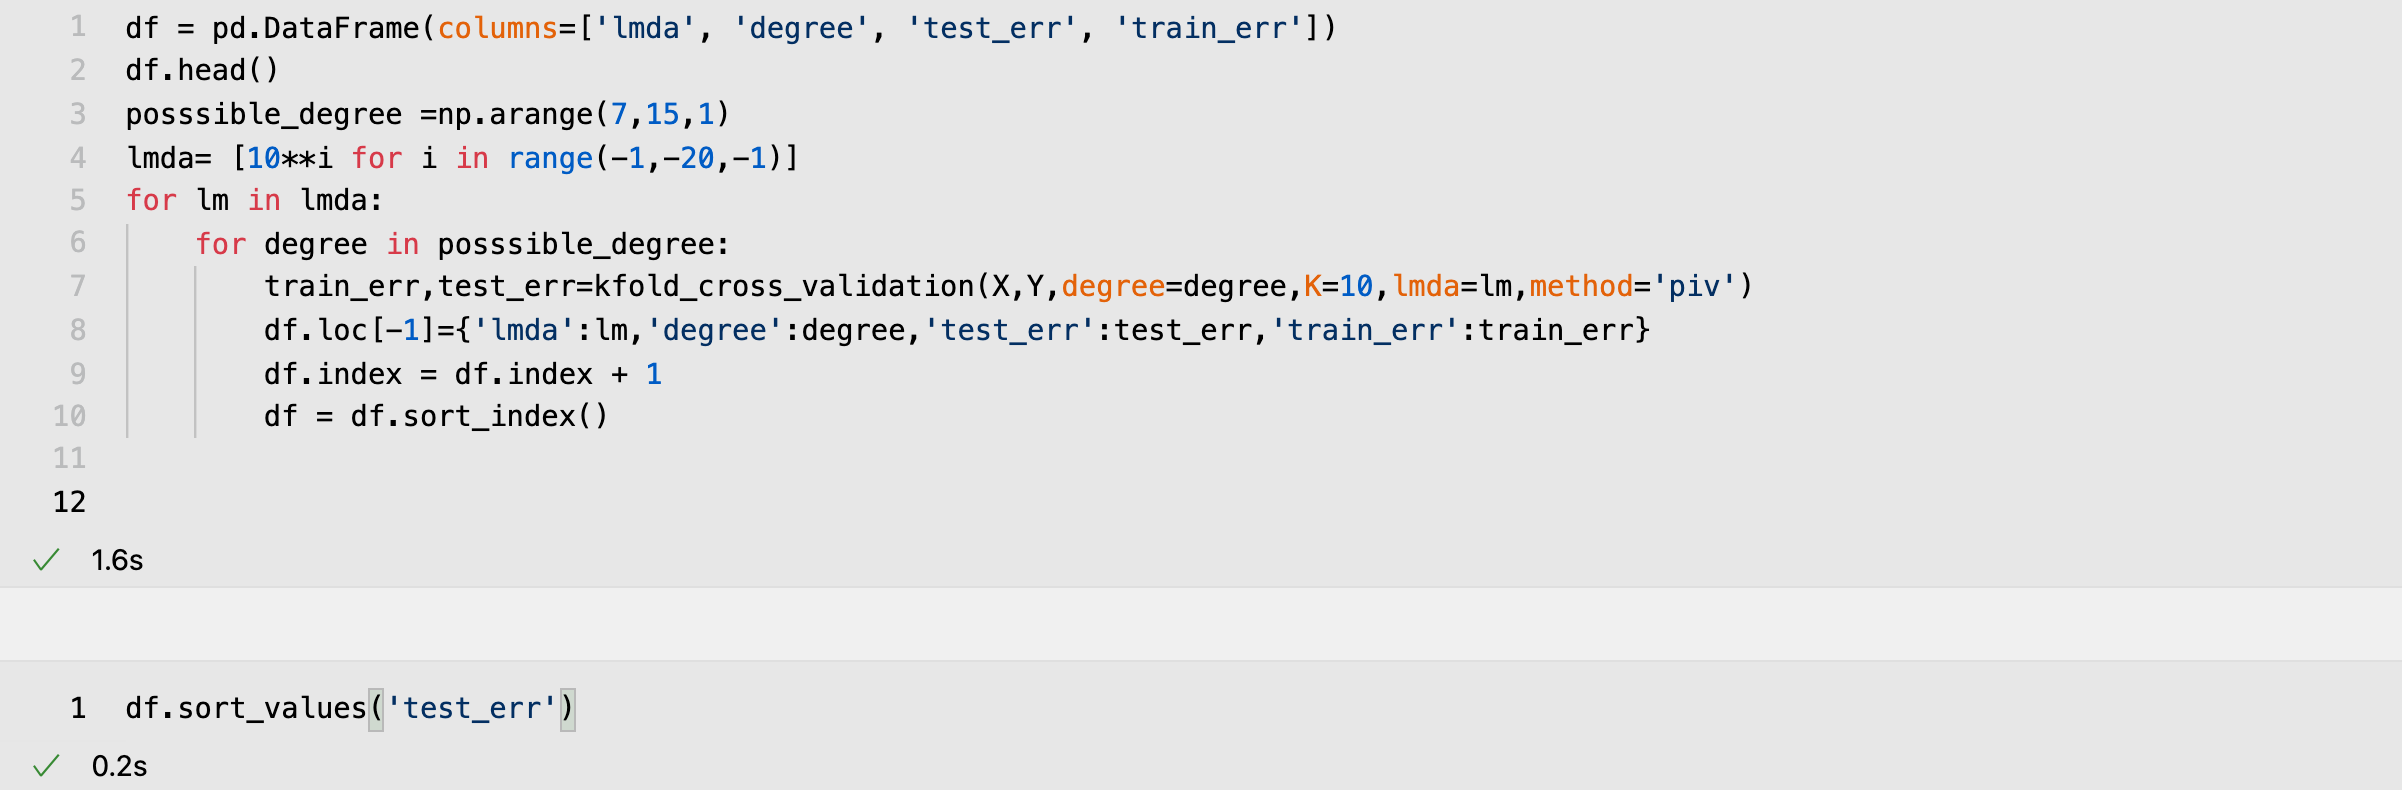 1 df = pd.DataFrame(columns=['lmda', 'degree', 'test_err', 'train_err'])
2 df.head()
3 posssible_degree =np.arange(7,15,1)
4 lmda= [10**i for i in range(-1,-20,-1)]
5 for lm in lmda:
6     for degree in posssible_degree:
7         train_err,test_err=kfold_cross_validation(X,Y,degree=degree,K=10,lmda=lm,method='piv')
8         df.loc[-1]={'lmda':lm,'degree':degree,'test_err':test_err,'train_err':train_err}
9         df.index = df.index + 1
10         df = df.sort_index()
11
12
1.6s
1 df.sort_values('test_err')
0.2s